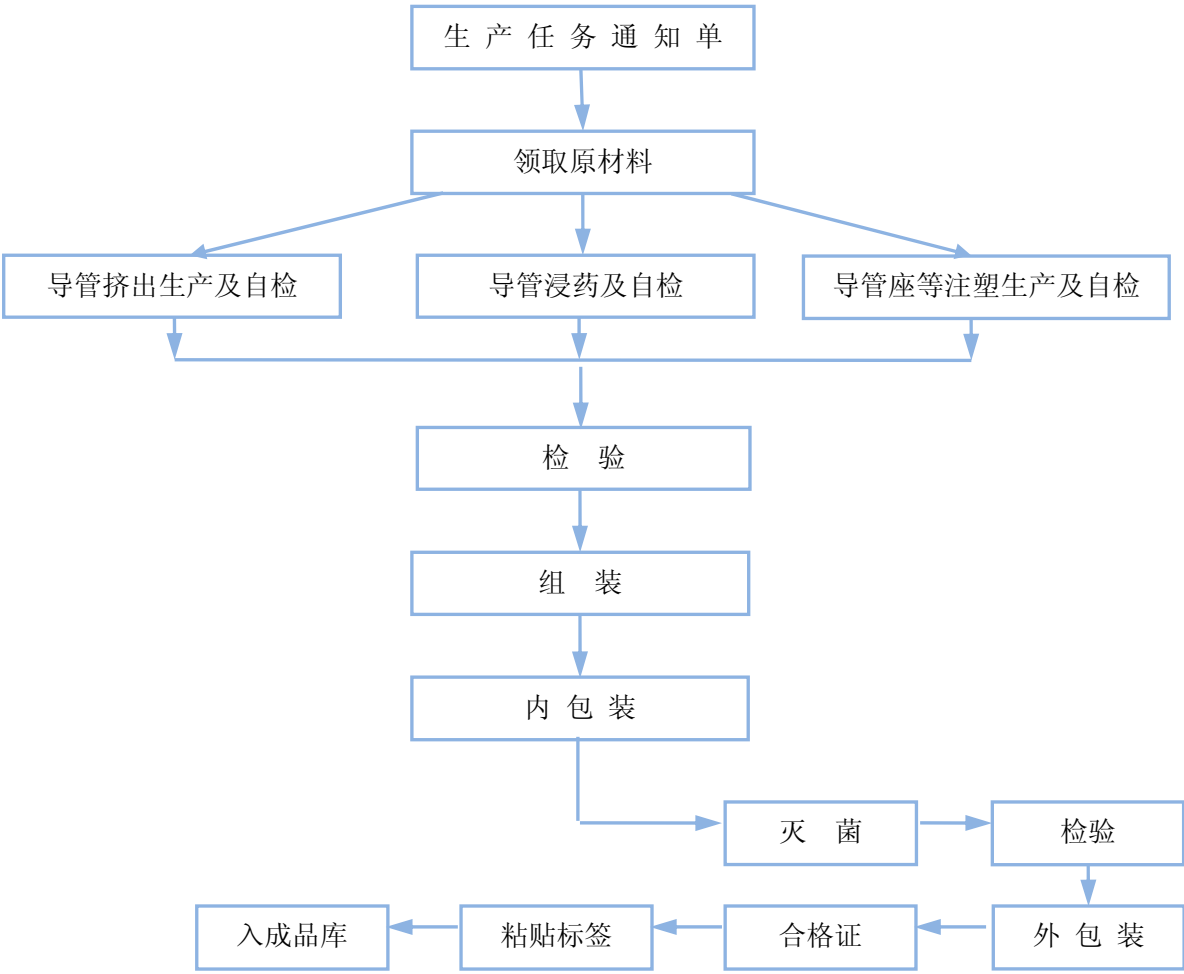 生产任务通知单
领取原材料
导管挤出生产及自检
导管浸药及自检
导管座等注塑生产及自检
检验
组装
内包装
灭菌
检验
外包装
合格证
粘贴标签
入成品库